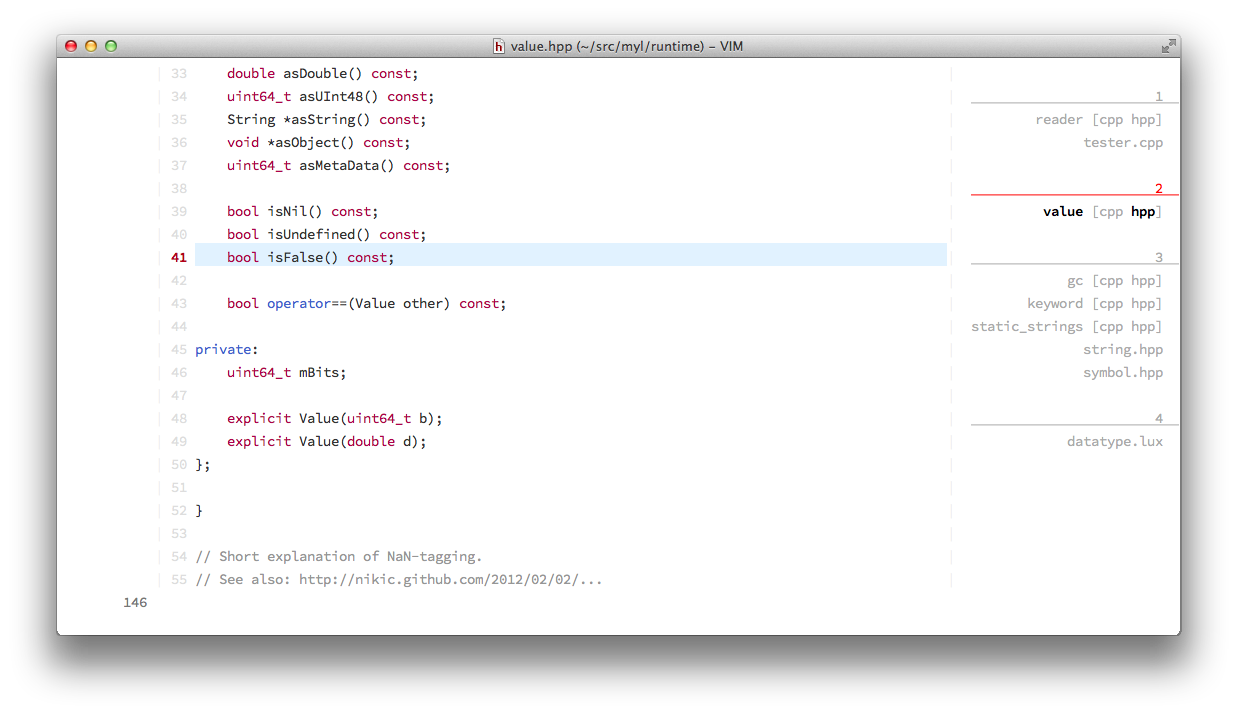 value.hpp (~/src/myl/runtime) – VIM
33 double asDouble() const;
34 uint64_t asUInt48() const;
35 String *asString() const;
36 void *asObject() const;
37 uint64_t asMetaData() const;
38
39 bool isNil() const;
40 bool isUndefined() const;
41 bool isFalse() const;
42
43 bool operator==(Value other) const;
44
45 private:
46 uint64_t mBits;
47
48 explicit Value(uint64_t b);
49 explicit Value(double d);
50 };
51
52 }
53
54 // Short explanation of NaN-tagging.
55 // See also: http://nikic.github.com/2012/02/02/...
146
1
reader [cpp hpp]
tester.cpp
2
value [cpp hpp]
3
gc [cpp hpp]
keyword [cpp hpp]
static_strings [cpp hpp]
string.hpp
symbol.hpp
4
datatype.lux